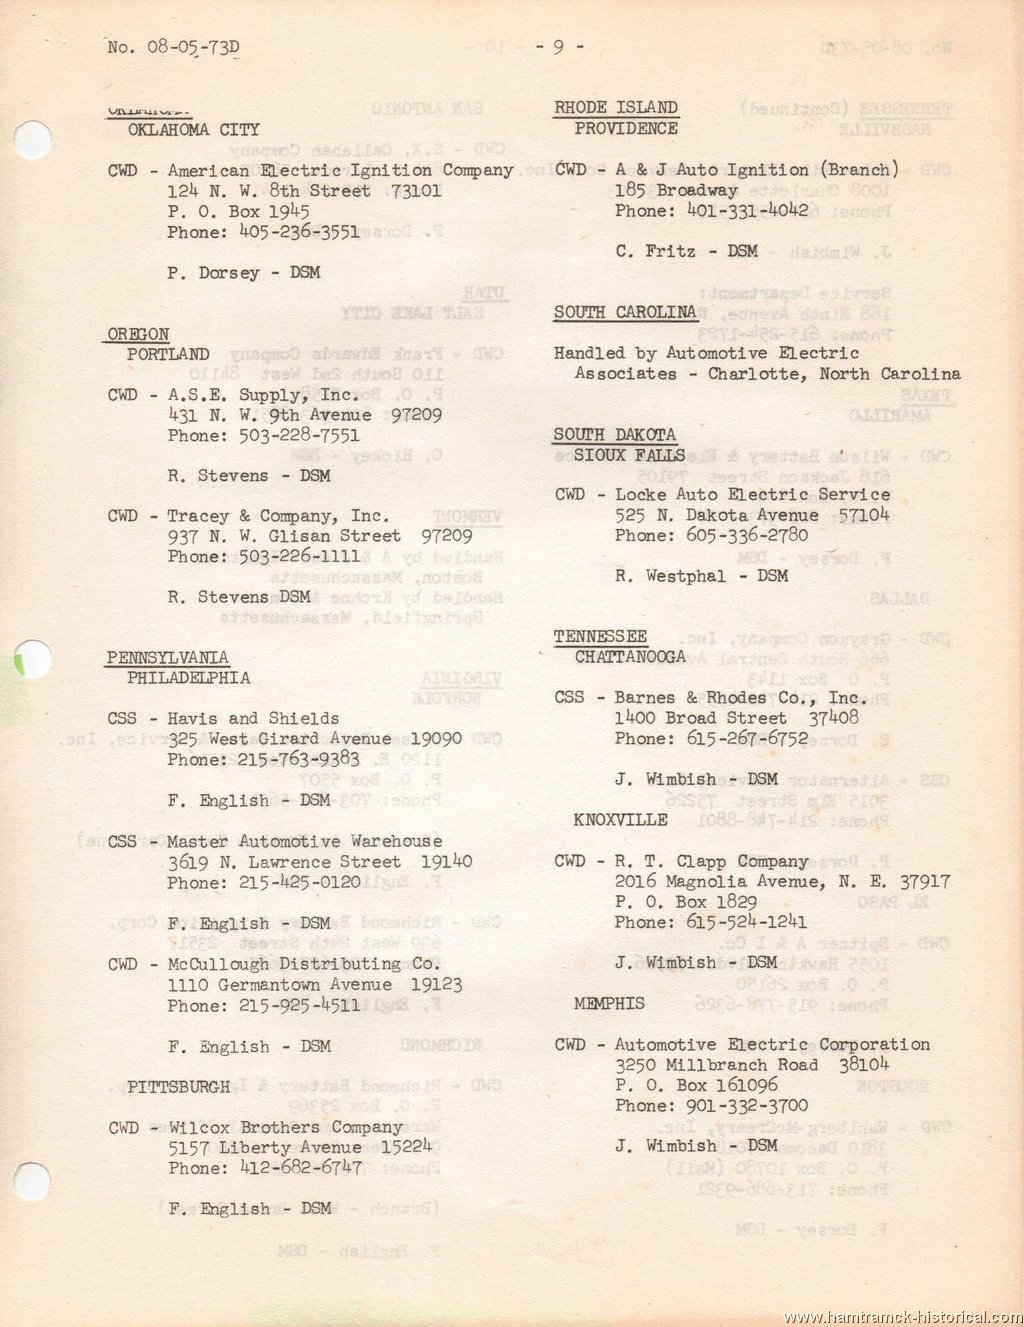 No. 08-05-73D
- 9 -
OKLAHOMA
OKLAHOMA CITY
CWD - American Electric Ignition Company
124 N. W. 8th Street 73101
P. O. Box 1945
Phone: 405-236-3551
P. Dorsey - DSM
OREGON
PORTLAND
CWD - A.S.E. Supply, Inc.
431 N. W. 9th Avenue 97209
Phone: 503-228-7551
R. Stevens - DSM
CWD - Tracey & Company, Inc.
937 N. W. Glisan Street 97209
Phone: 503-226-1111
R. Stevens DSM
PENNSYLVANIA
PHILADELPHIA
CSS - Havis and Shields
325 West Girard Avenue 19090
Phone: 215-763-9383
F. English - DSM
CSS - Master Automotive Warehouse
3619 N. Lawrence Street 19140
Phone: 215-425-0120
F. English - DSM
CWD - McCullough Distributing Co.
1110 Germantown Avenue 19123
Phone: 215-925-4511
F. English - DSM
PITTSBURGH
CWD - Wilcox Brothers Company
5157 Liberty Avenue 15224
Phone: 412-682-6747
F. English - DSM
RHODE ISLAND
PROVIDENCE
CWD - A & J Auto Ignition (Branch)
185 Broadway
Phone: 401-331-4042
C. Fritz - DSM
SOUTH CAROLINA
Handled by Automotive Electric
Associates - Charlotte, North Carolina
SOUTH DAKOTA
SIOUX FALLS
CWD - Locke Auto Electric Service
525 N. Dakota Avenue 57104
Phone: 605-336-2780
R. Westphal - DSM
TENNESSEE
CHATTANOOGA
CSS - Barnes & Rhodes Co., Inc.
1400 Broad Street 37408
Phone: 615-267-6752
J. Wimbish - DSM
KNOXVILLE
CWD - R. T. Clapp Company
2016 Magnolia Avenue, N. E. 37917
P. O. Box 1829
Phone: 615-524-1241
J. Wimbish - DSM
MEMPHIS
CWD - Automotive Electric Corporation
3250 Millbranch Road 38104
P. O. Box 161096
Phone: 901-332-3700
J. Wimbish - DSM
www.hamtramck-historical.com